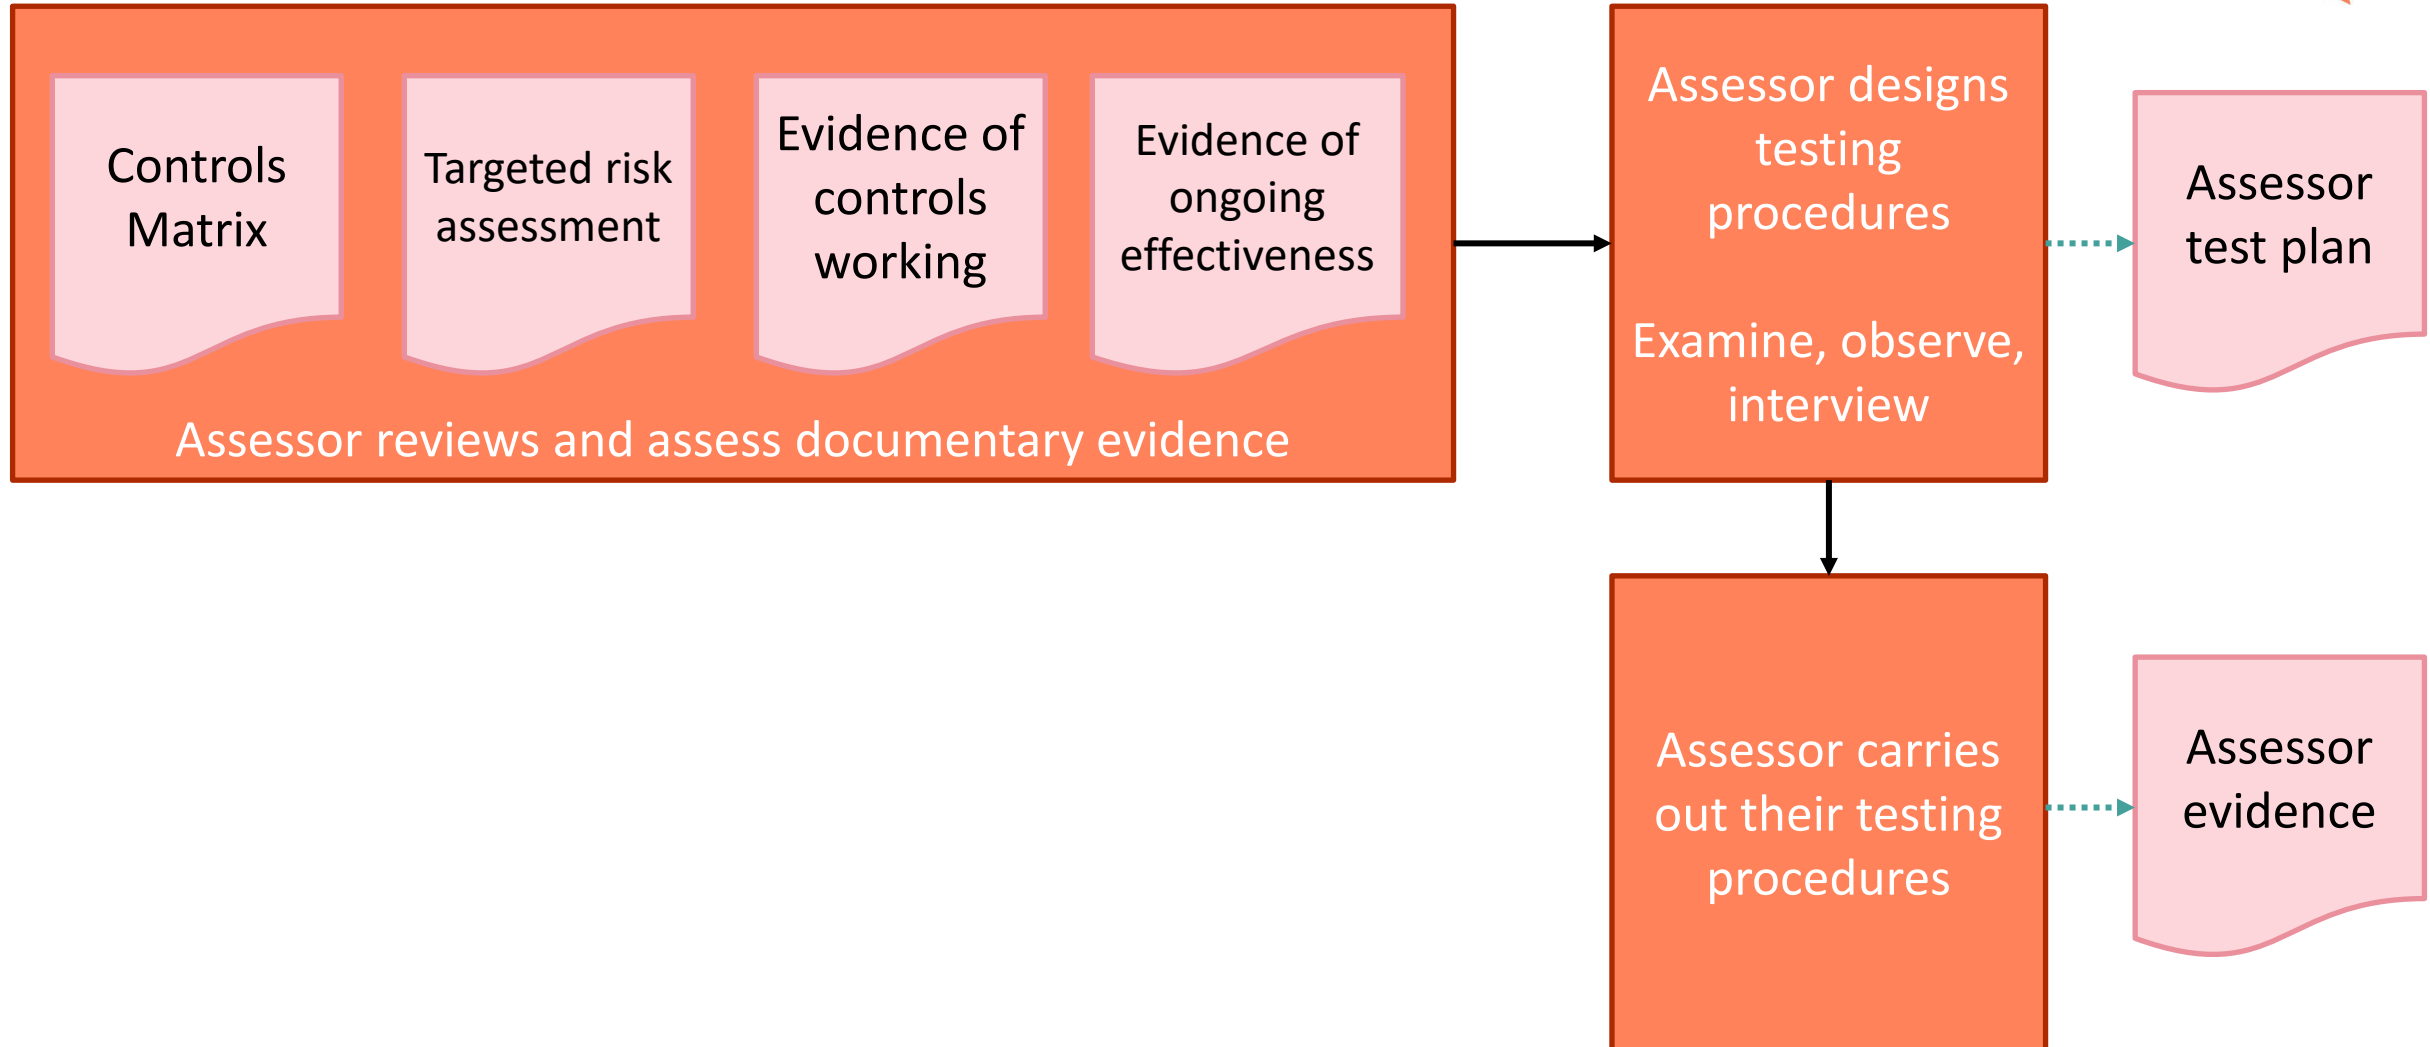 Controls
Matrix
Targeted risk
assessment
Evidence of
controls
working
Evidence of
ongoing
effectiveness
Assessor reviews and assess documentary evidence
Assessor designs
testing
procedures
Examine, observe,
interview
Assessor
test plan
Assessor carries
out their testing
procedures
Assessor
evidence